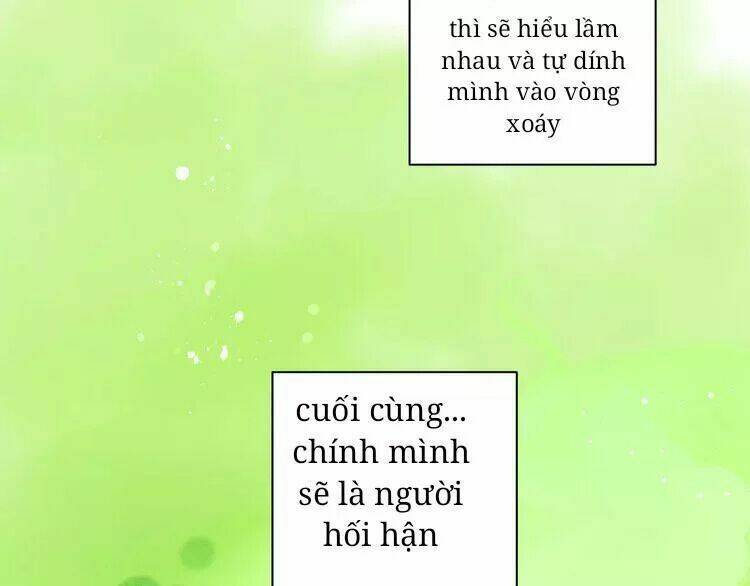 thì sẽ hiểu lầm
nhau và tự dính
mình vào vòng
xoáy
cuối cùng...
chính mình
sẽ là người
hối hận